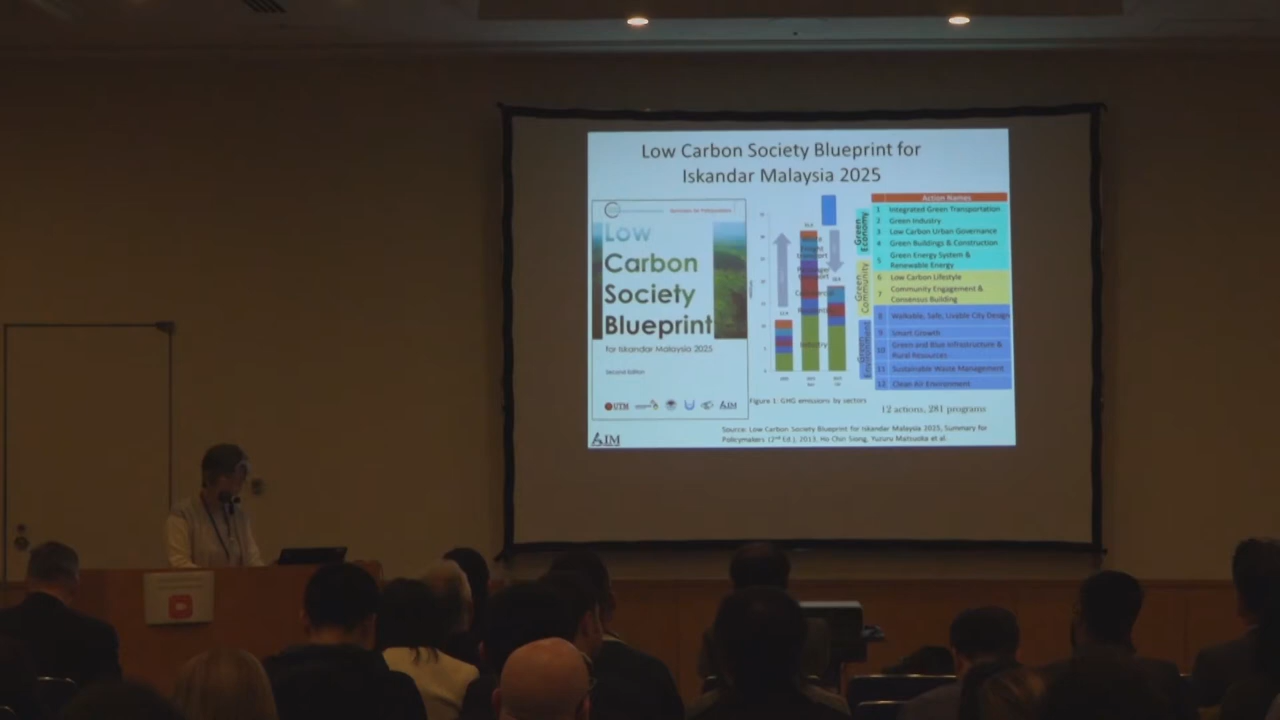 Low Carbon Society Blueprint for
Iskandar Malaysia 2025
Low
Carbon
Society
Blueprint
for Iskandar Malaysia 2025
Second Edition
UTM
AIM
Figure 1: GHG emissions by sectors
Green
Economy
Green
Community
Green
Action Names
1 Integrated Green Transportation
2 Green Industry
3 Low Carbon Urban Governance
4 Green Buildings & Construction
5 Green Energy System &
Renewable Energy
6 Low Carbon Lifestyle
7 Community Engagement &
Consensus Building
8 Walkable, Safe, Livable City Design
9 Smart Growth
10 Green and Blue Infrastructure &
Rural Resources
11 Sustainable Waste Management
12 Clean Air Environment
12 actions, 281 programs
AIM
Source: Low Carbon Society Blueprint for Iskandar Malaysia 2025, Summary for
Policymakers (2nd Ed.), 2013, Ho Chin Siong, Yuzuru Matsuoka et al.